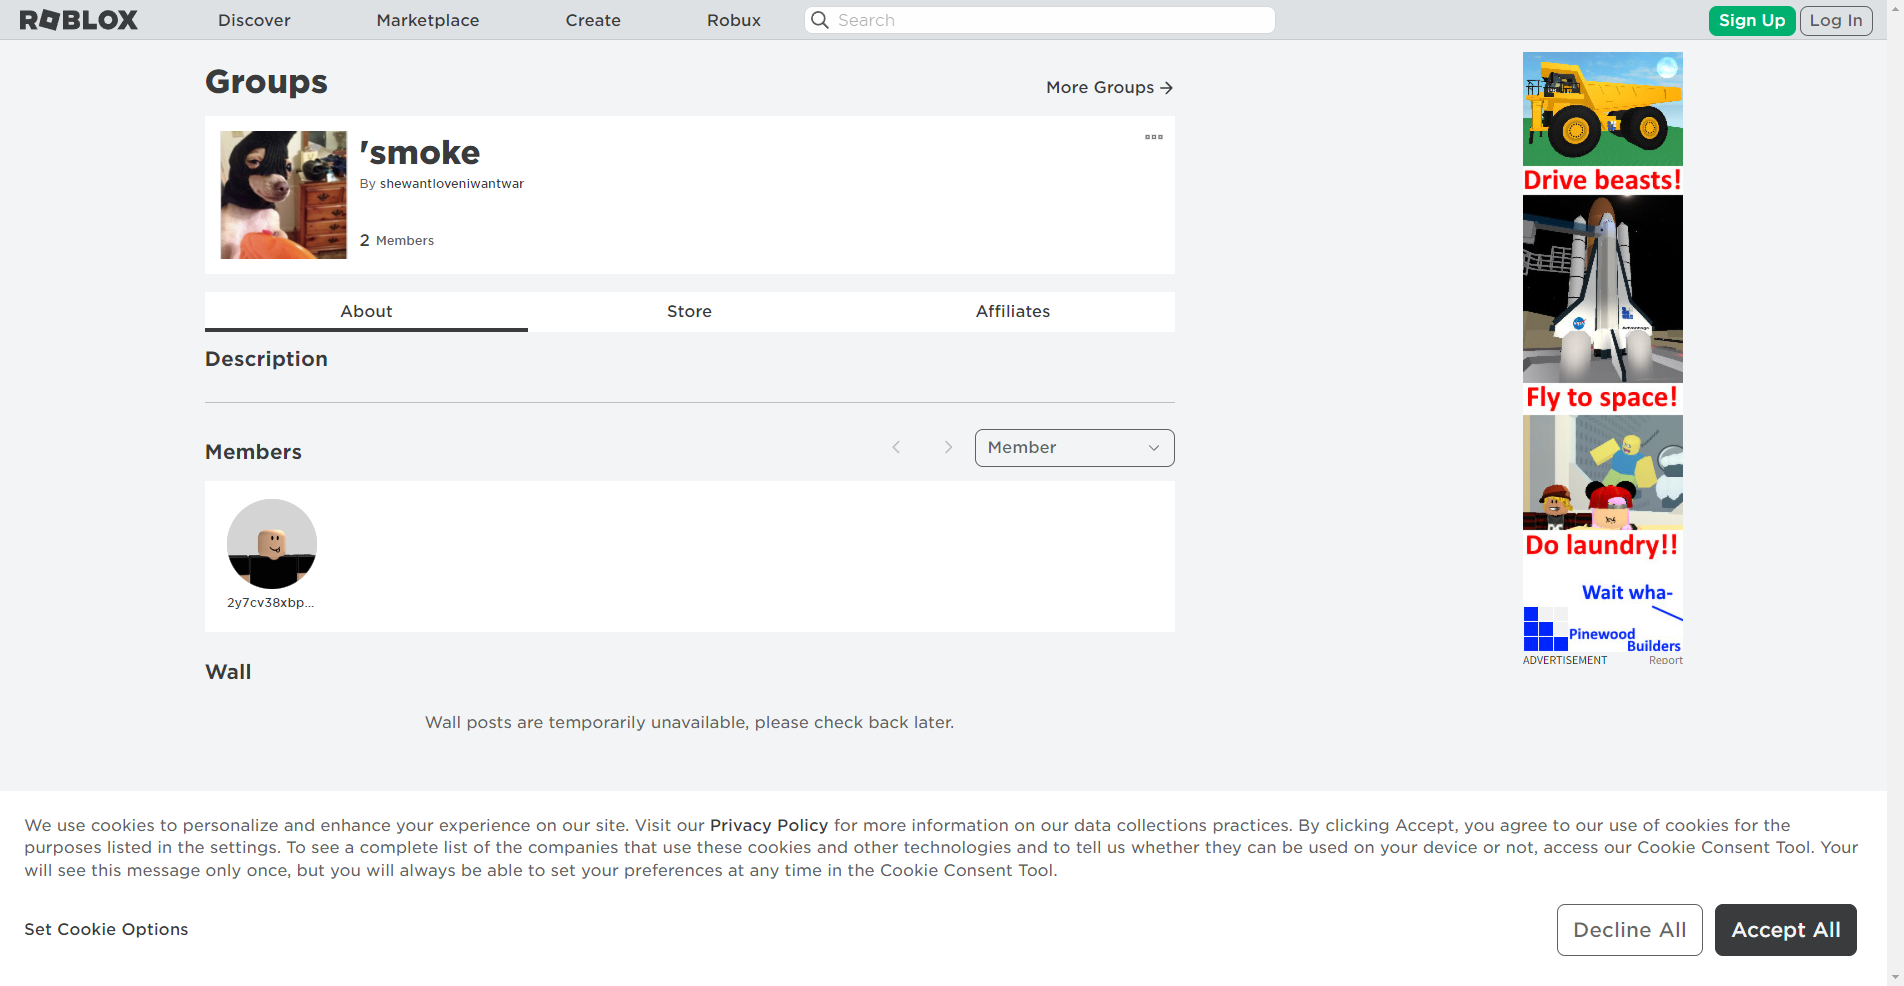 ROBLOX
Discover
Marketplace
Create
Robux
Search
Sign Up
Log In
Groups
More Groups
'smoke
By shewantloveniwantwar
2 Members
About
Store
Affiliates
Description
Members
Member
2y7cv38xbp...
Wall
Wall posts are temporarily unavailable, please check back later.
Drive beasts!
Fly to space!
Do laundry!!
Wait wha-
Pinewood
Builders
ADVERTISEMENT
Report
We use cookies to personalize and enhance your experience on our site. Visit our Privacy Policy for more information on our data collections practices. By clicking Accept, you agree to our use of cookies for the
purposes listed in the settings. To see a complete list of the companies that use these cookies and other technologies and to tell us whether they can be used on your device or not, access our Cookie Consent Tool. Your
will see this message only once, but you will always be able to set your preferences at any time in the Cookie Consent Tool.
Set Cookie Options
Decline All
Accept All